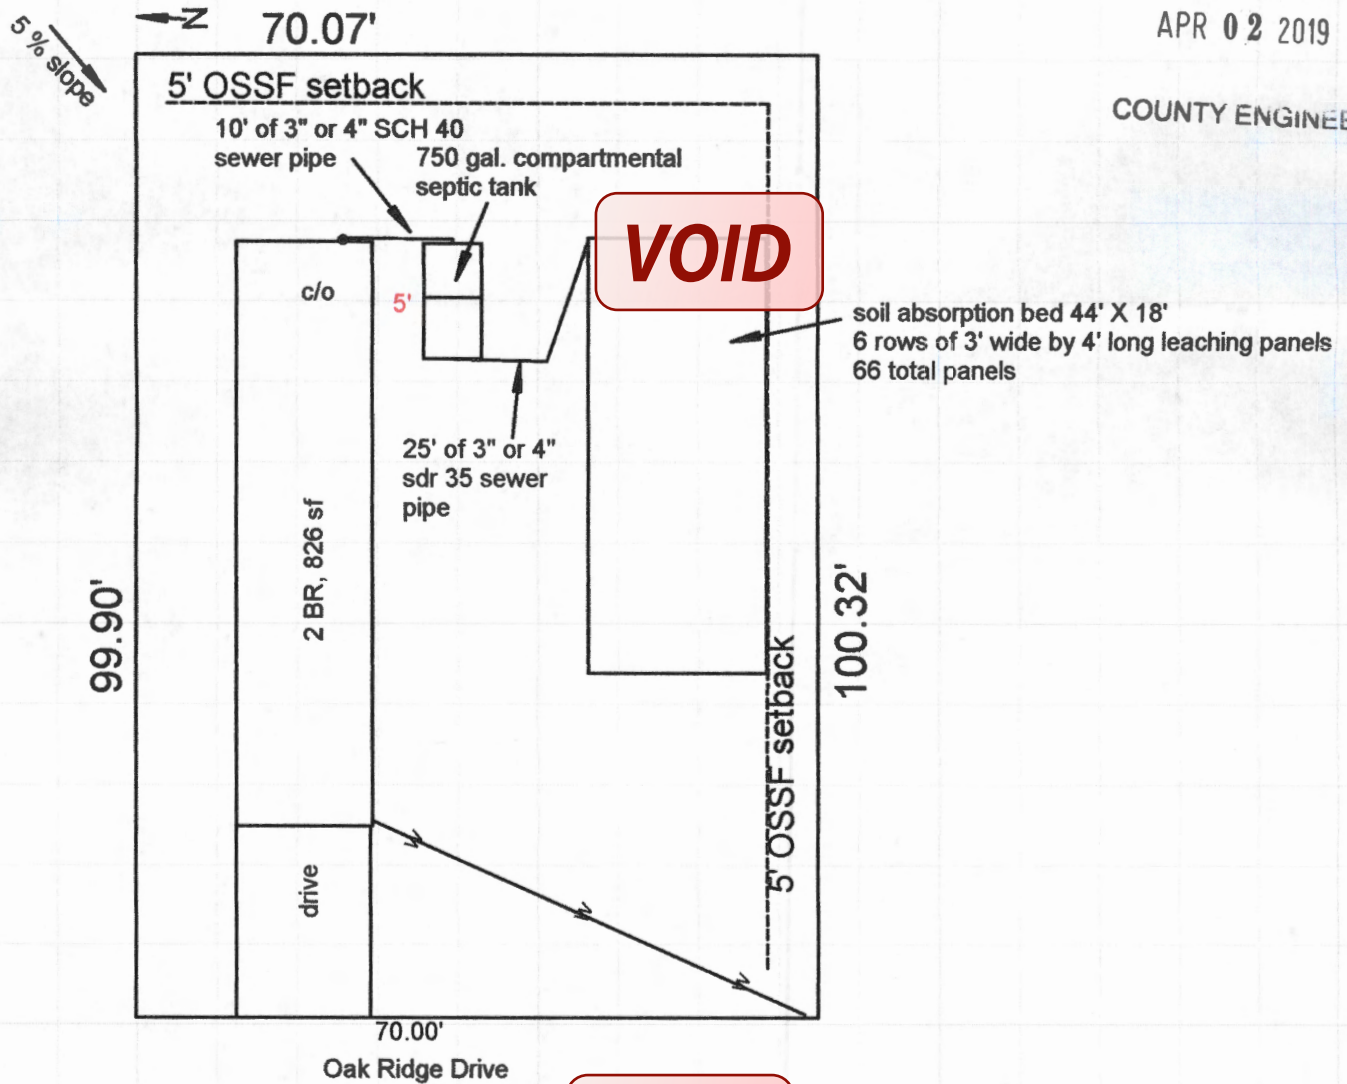 5 % slope
N
70.07'
APR 02 2019
5' OSSF setback
COUNTY ENGINEE
10' of 3" or 4" SCH 40
sewer pipe
750 gal. compartmental
septic tank
VOID
c/o
5'
soil absorption bed 44' X 18'
6 rows of 3' wide by 4' long leaching panels
66 total panels
25' of 3" or 4"
sdr 35 sewer
pipe
2 BR, 826 sf
99.90'
100.32'
5' OSSF setback
drive
W
W
W
70.00'
Oak Ridge Drive